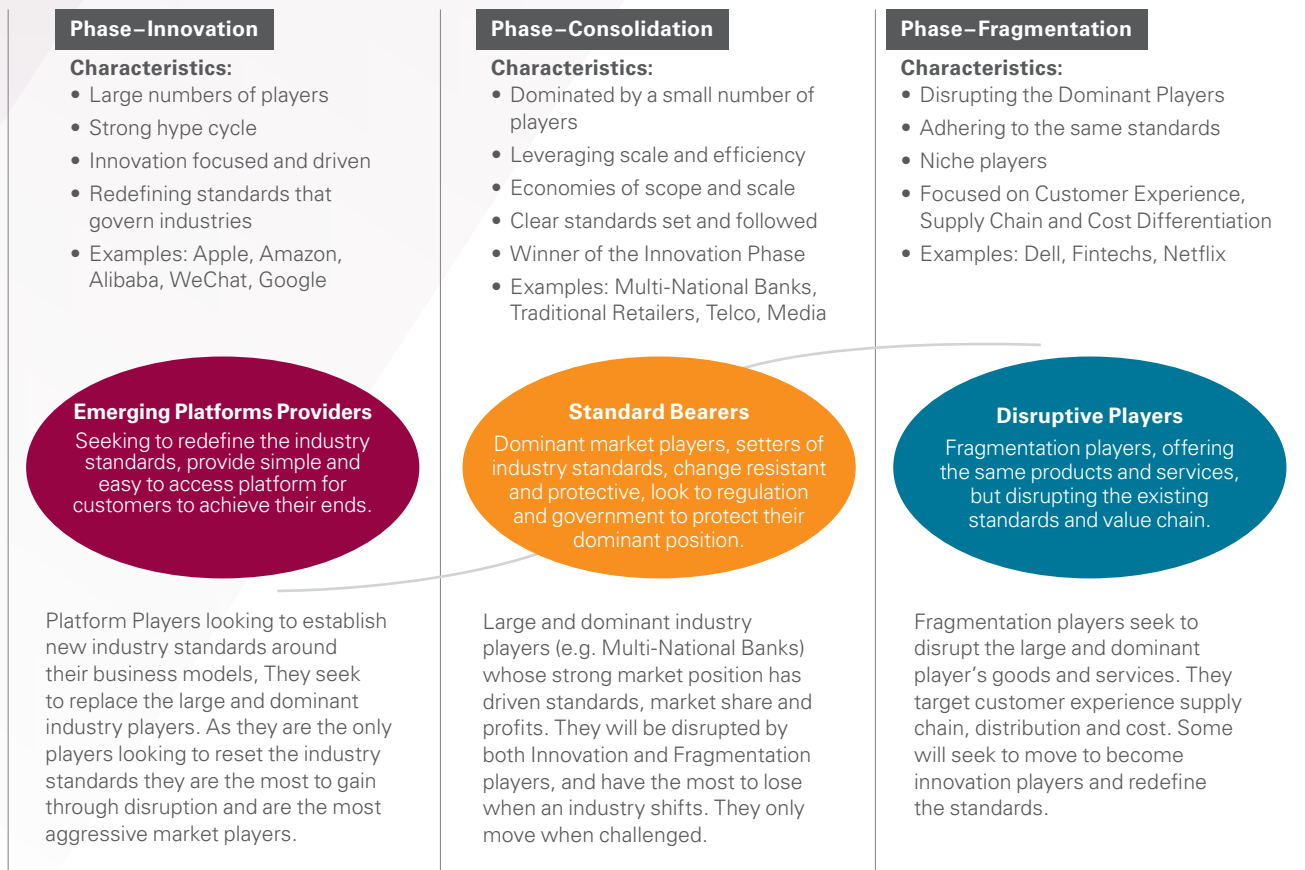 Phase–Innovation
Characteristics:
• Large numbers of players
• Strong hype cycle
• Innovation focused and driven
• Redefining standards that
govern industries
• Examples: Apple, Amazon,
Alibaba, WeChat, Google
Emerging Platforms Providers
Seeking to redefine the industry
standards, provide simple and
easy to access platform for
customers to achieve their ends.
Platform Players looking to establish
new industry standards around
their business models, They seek
to replace the large and dominant
industry players. As they are the only
players looking to reset the industry
standards they are the most to gain
through disruption and are the most
aggressive market players.
Phase–Consolidation
Characteristics:
• Dominated by a small number of
players
• Leveraging scale and efficiency
• Economies of scope and scale
• Clear standards set and followed
• Winner of the Innovation Phase
• Examples: Multi-National Banks,
Traditional Retailers, Telco, Media
Standard Bearers
Dominant market players, setters of
industry standards, change resistant
and protective, look to regulation
and government to protect their
dominant position.
Large and dominant industry
players (e.g. Multi-National Banks)
whose strong market position has
driven standards, market share and
profits. They will be disrupted by
both Innovation and Fragmentation
players, and have the most to lose
when an industry shifts. They only
move when challenged.
Phase–Fragmentation
Characteristics:
• Disrupting the Dominant Players
• Adhering to the same standards
• Niche players
• Focused on Customer Experience,
Supply Chain and Cost Differentiation
• Examples: Dell, Fintechs, Netflix
Disruptive Players
Fragmentation players, offering
the same products and services,
but disrupting the existing
standards and value chain.
Fragmentation players seek to
disrupt the large and dominant
player's goods and services. They
target customer experience supply
chain, distribution and cost. Some
will seek to move to become
innovation players and redefine
the standards.